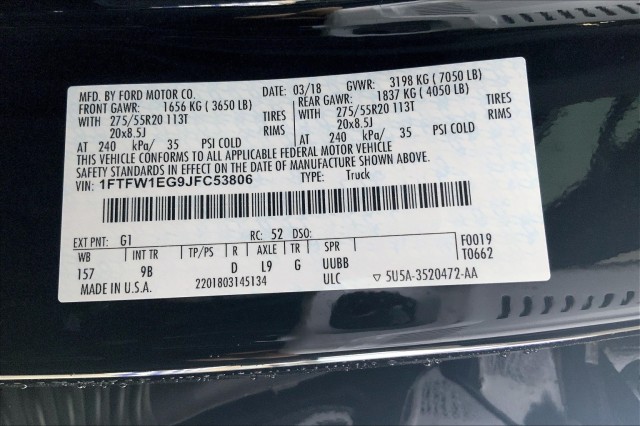 MFD. BY FORD MOTOR CO. DATE: 03/18 GVWR: 3198 KG ( 7050 LB)
FRONT GAWR: 1656 KG ( 3650 LB) REAR GAWR: 1837 KG ( 4050 LB)
WITH 275/55R20 113T TIRES WITH 275/55R20 113T TIRES
20x8.5J RIMS 20x8.5J RIMS
AT 240 kPa/ 35 PSI COLD AT 240 kPa/ 35 PSI COLD
THIS VEHICLE CONFORMS TO ALL APPLICABLE FEDERAL MOTOR VEHICLE
SAFETY STANDARDS IN EFFECT ON THE DATE OF MANUFACTURE SHOWN ABOVE.
VIN: 1FTFW1EG9JFC53806 TYPE: Truck
EXT PNT: G1 RC: 52 DSO: F0019
WB INT TR TP/PS R AXLE TR SPR T0662
157 9B D L9 G UUBB
MADE IN U.S.A. 2201803145134 ULC ▽ 5U5A-3520472-AA